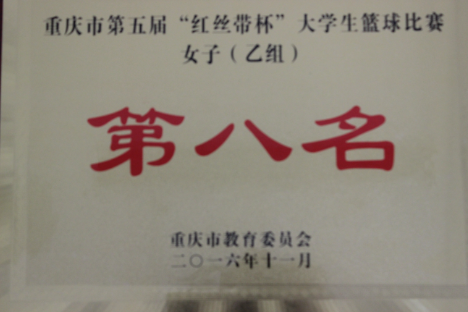 重庆市第五届“红丝带杯”大学生篮球比赛
女子（乙组）
第八名
重庆市教育委员会
二〇一六年十一月